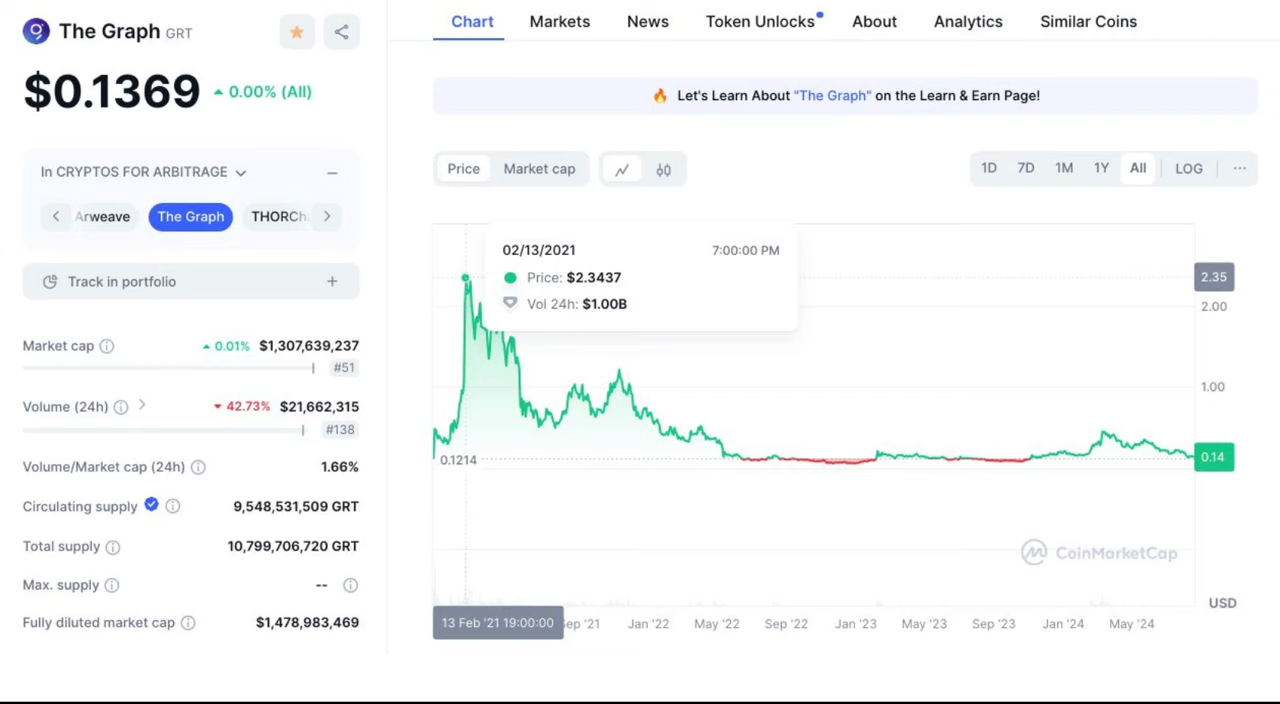 The Graph GRT
$0.1369 0.00% (All)
In CRYPTOS FOR ARBITRAGE
Arweave The Graph THORCh
Track in portfolio +
Market cap 0.01% $1,307,639,237
#51
Volume (24h) 42.73% $21,662,315
#138
Volume/Market cap (24h) 1.66%
Circulating supply 9,548,531,509 GRT
Total supply 10,799,706,720 GRT
Max. supply --
Fully diluted market cap $1,478,983,469
Chart Markets News Token Unlocks About Analytics Similar Coins
Let's Learn About "The Graph" on the Learn & Earn Page!
Price Market cap 1D 7D 1M 1Y All LOG ...
02/13/2021 7:00:00 PM
Price: $2.3437
Vol 24h: $1.00B
2.35
2.00
1.00
0.1214
0.14
CoinMarketCap
USD
13 Feb '21 19:00:00 ep '21 Jan '22 May '22 Sep '22 Jan '23 May '23 Sep '23 Jan '24 May '24